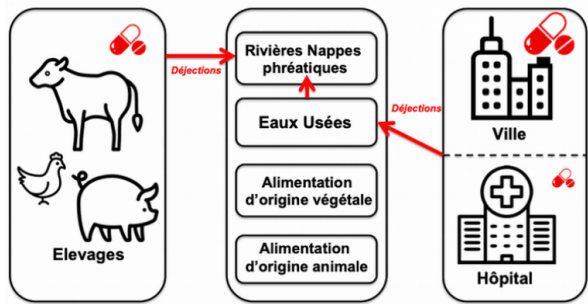 Elevages
Déjections
Rivières Nappes
phréatiques
Eaux Usées
Alimentation
d'origine végétale
Alimentation
d'origine animale
Déjections
Ville
Hôpital